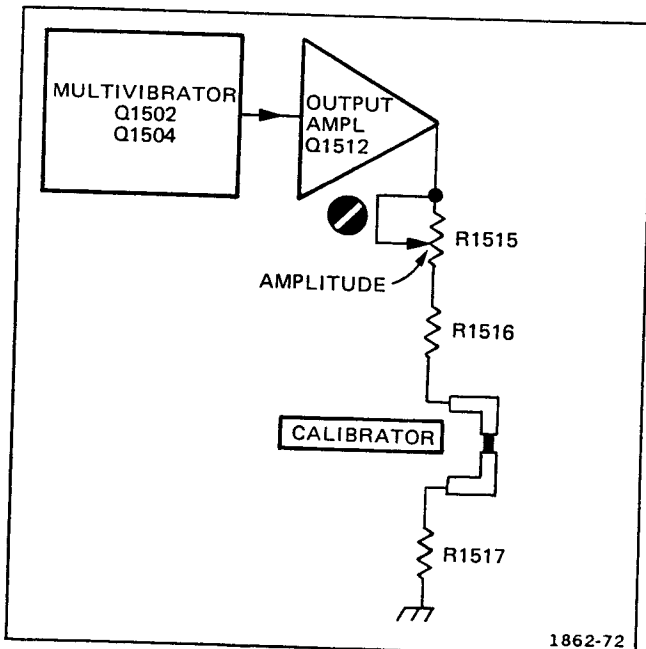 MULTIVIBRATOR
Q1502
Q1504
OUTPUT
AMPL
Q1512
R1515
AMPLITUDE
R1516
CALIBRATOR
R1517
1862-72